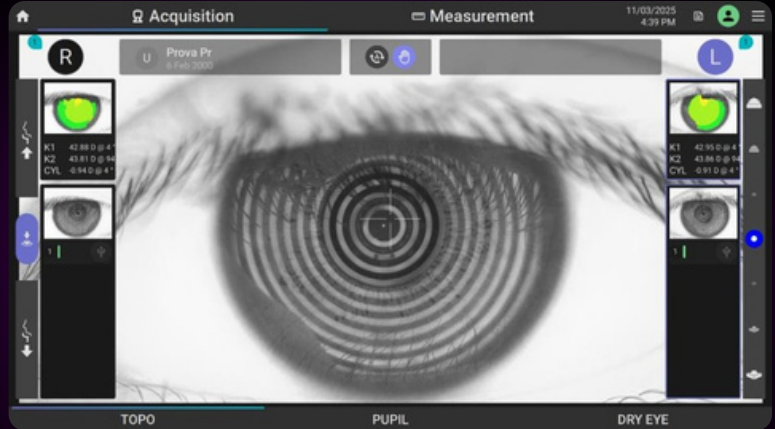 Acquisition
Measurement
11/03/2025
4:39 PM
R
U
Prova Pr
6 Feb 2000
L
K1 42.88 D @ 4°
K2 43.81 D @ 94
CYL -0.94 D @ 4°
1
K1 42.95 D @ 4°
K2 43.86 D @ 94
CYL -0.91 D @ 4°
1
TOPO
PUPIL
DRY EYE